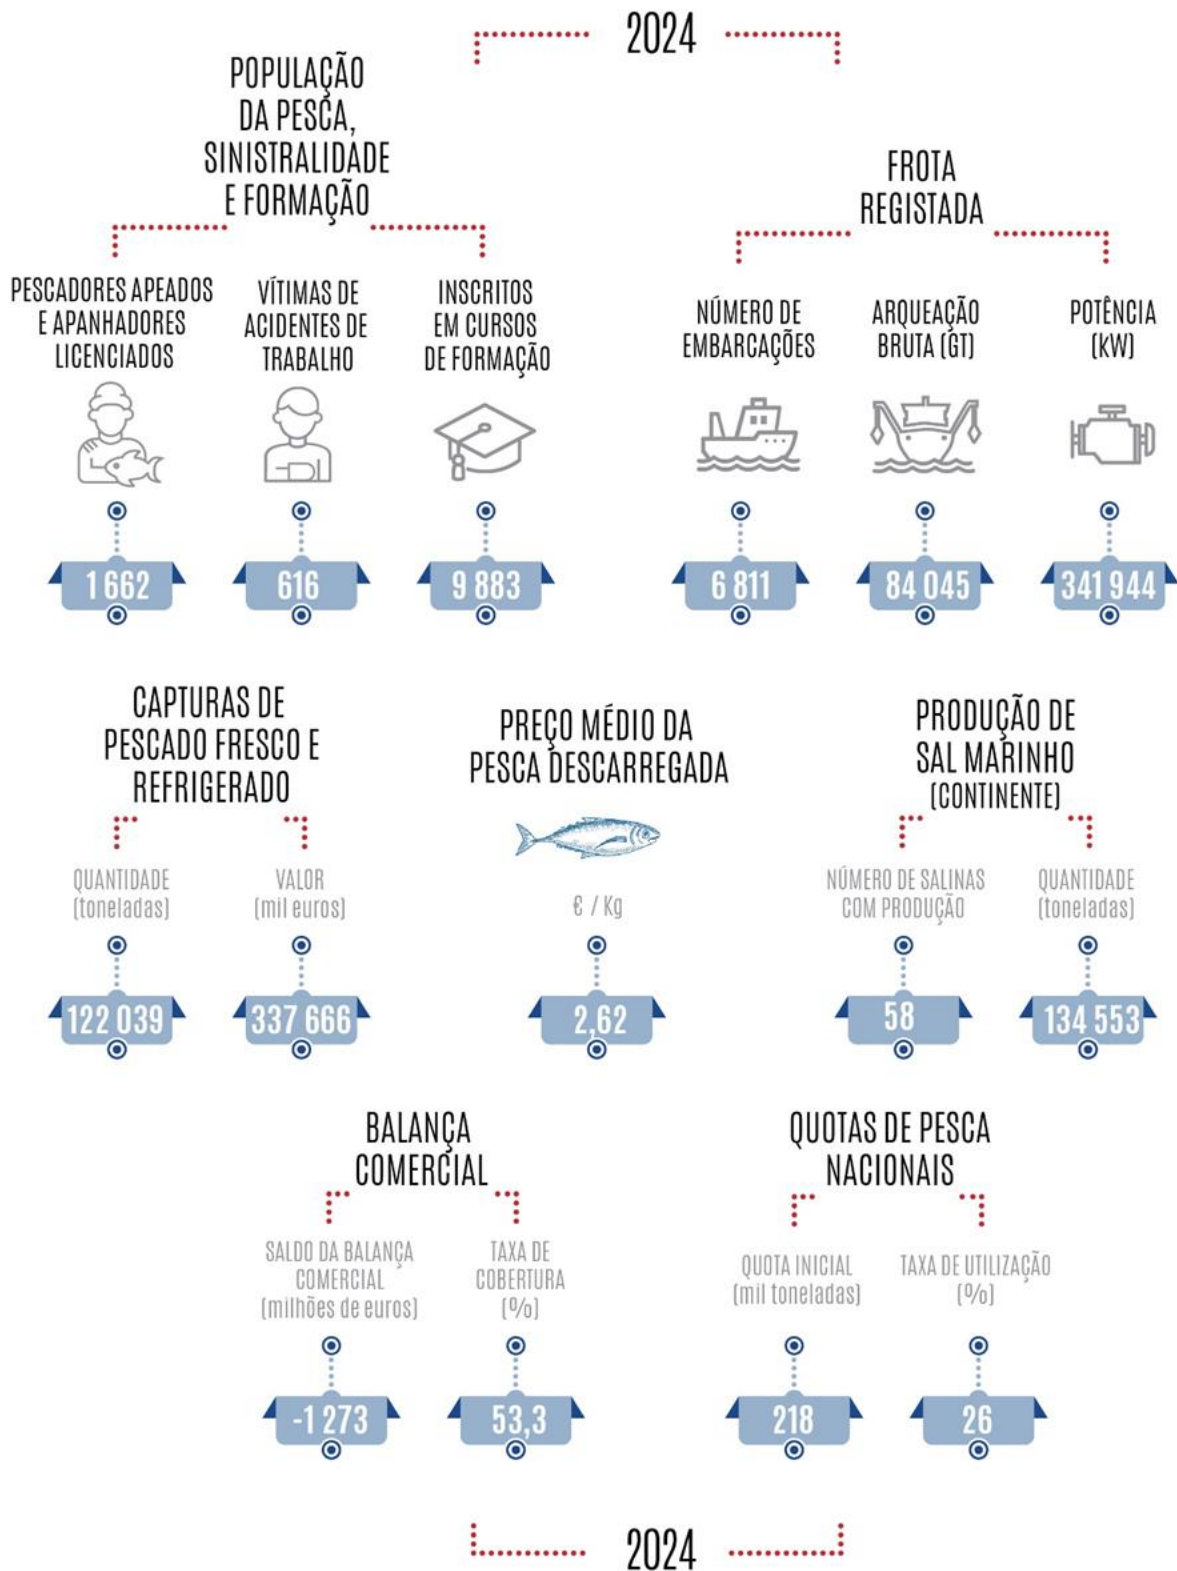 2024
POPULAÇÃO
DA PESCA,
SINISTRALIDADE
E FORMAÇÃO
PESCADORES APEADOS
E APANHADORES
LICENCIADOS
1 662
VÍTIMAS DE
ACIDENTES DE
TRABALHO
616
INSCRITOS
EM CURSOS
DE FORMAÇÃO
9 883
FROTA
REGISTADA
NÚMERO DE
EMBARCAÇÕES
6 811
ARQUEAÇÃO
BRUTA (GT)
84 045
POTÊNCIA
(KW)
341 944
CAPTURAS DE
PESCADO FRESCO E
REFRIGERADO
QUANTIDADE
(toneladas)
122 039
VALOR
(mil euros)
337 666
PREÇO MÉDIO DA
PESCA DESCARREGADA
€ / Kg
2,62
PRODUÇÃO DE
SAL MARINHO
(CONTINENTE)
NÚMERO DE SALINAS
COM PRODUÇÃO
58
QUANTIDADE
(toneladas)
134 553
BALANÇA
COMERCIAL
SALDO DA BALANÇA
COMERCIAL
(milhões de euros)
-1 273
TAXA DE
COBERTURA
(%)
53,3
QUOTAS DE PESCA
NACIONAIS
QUOTA INICIAL
(mil toneladas)
218
TAXA DE UTILIZAÇÃO
(%)
26
2024